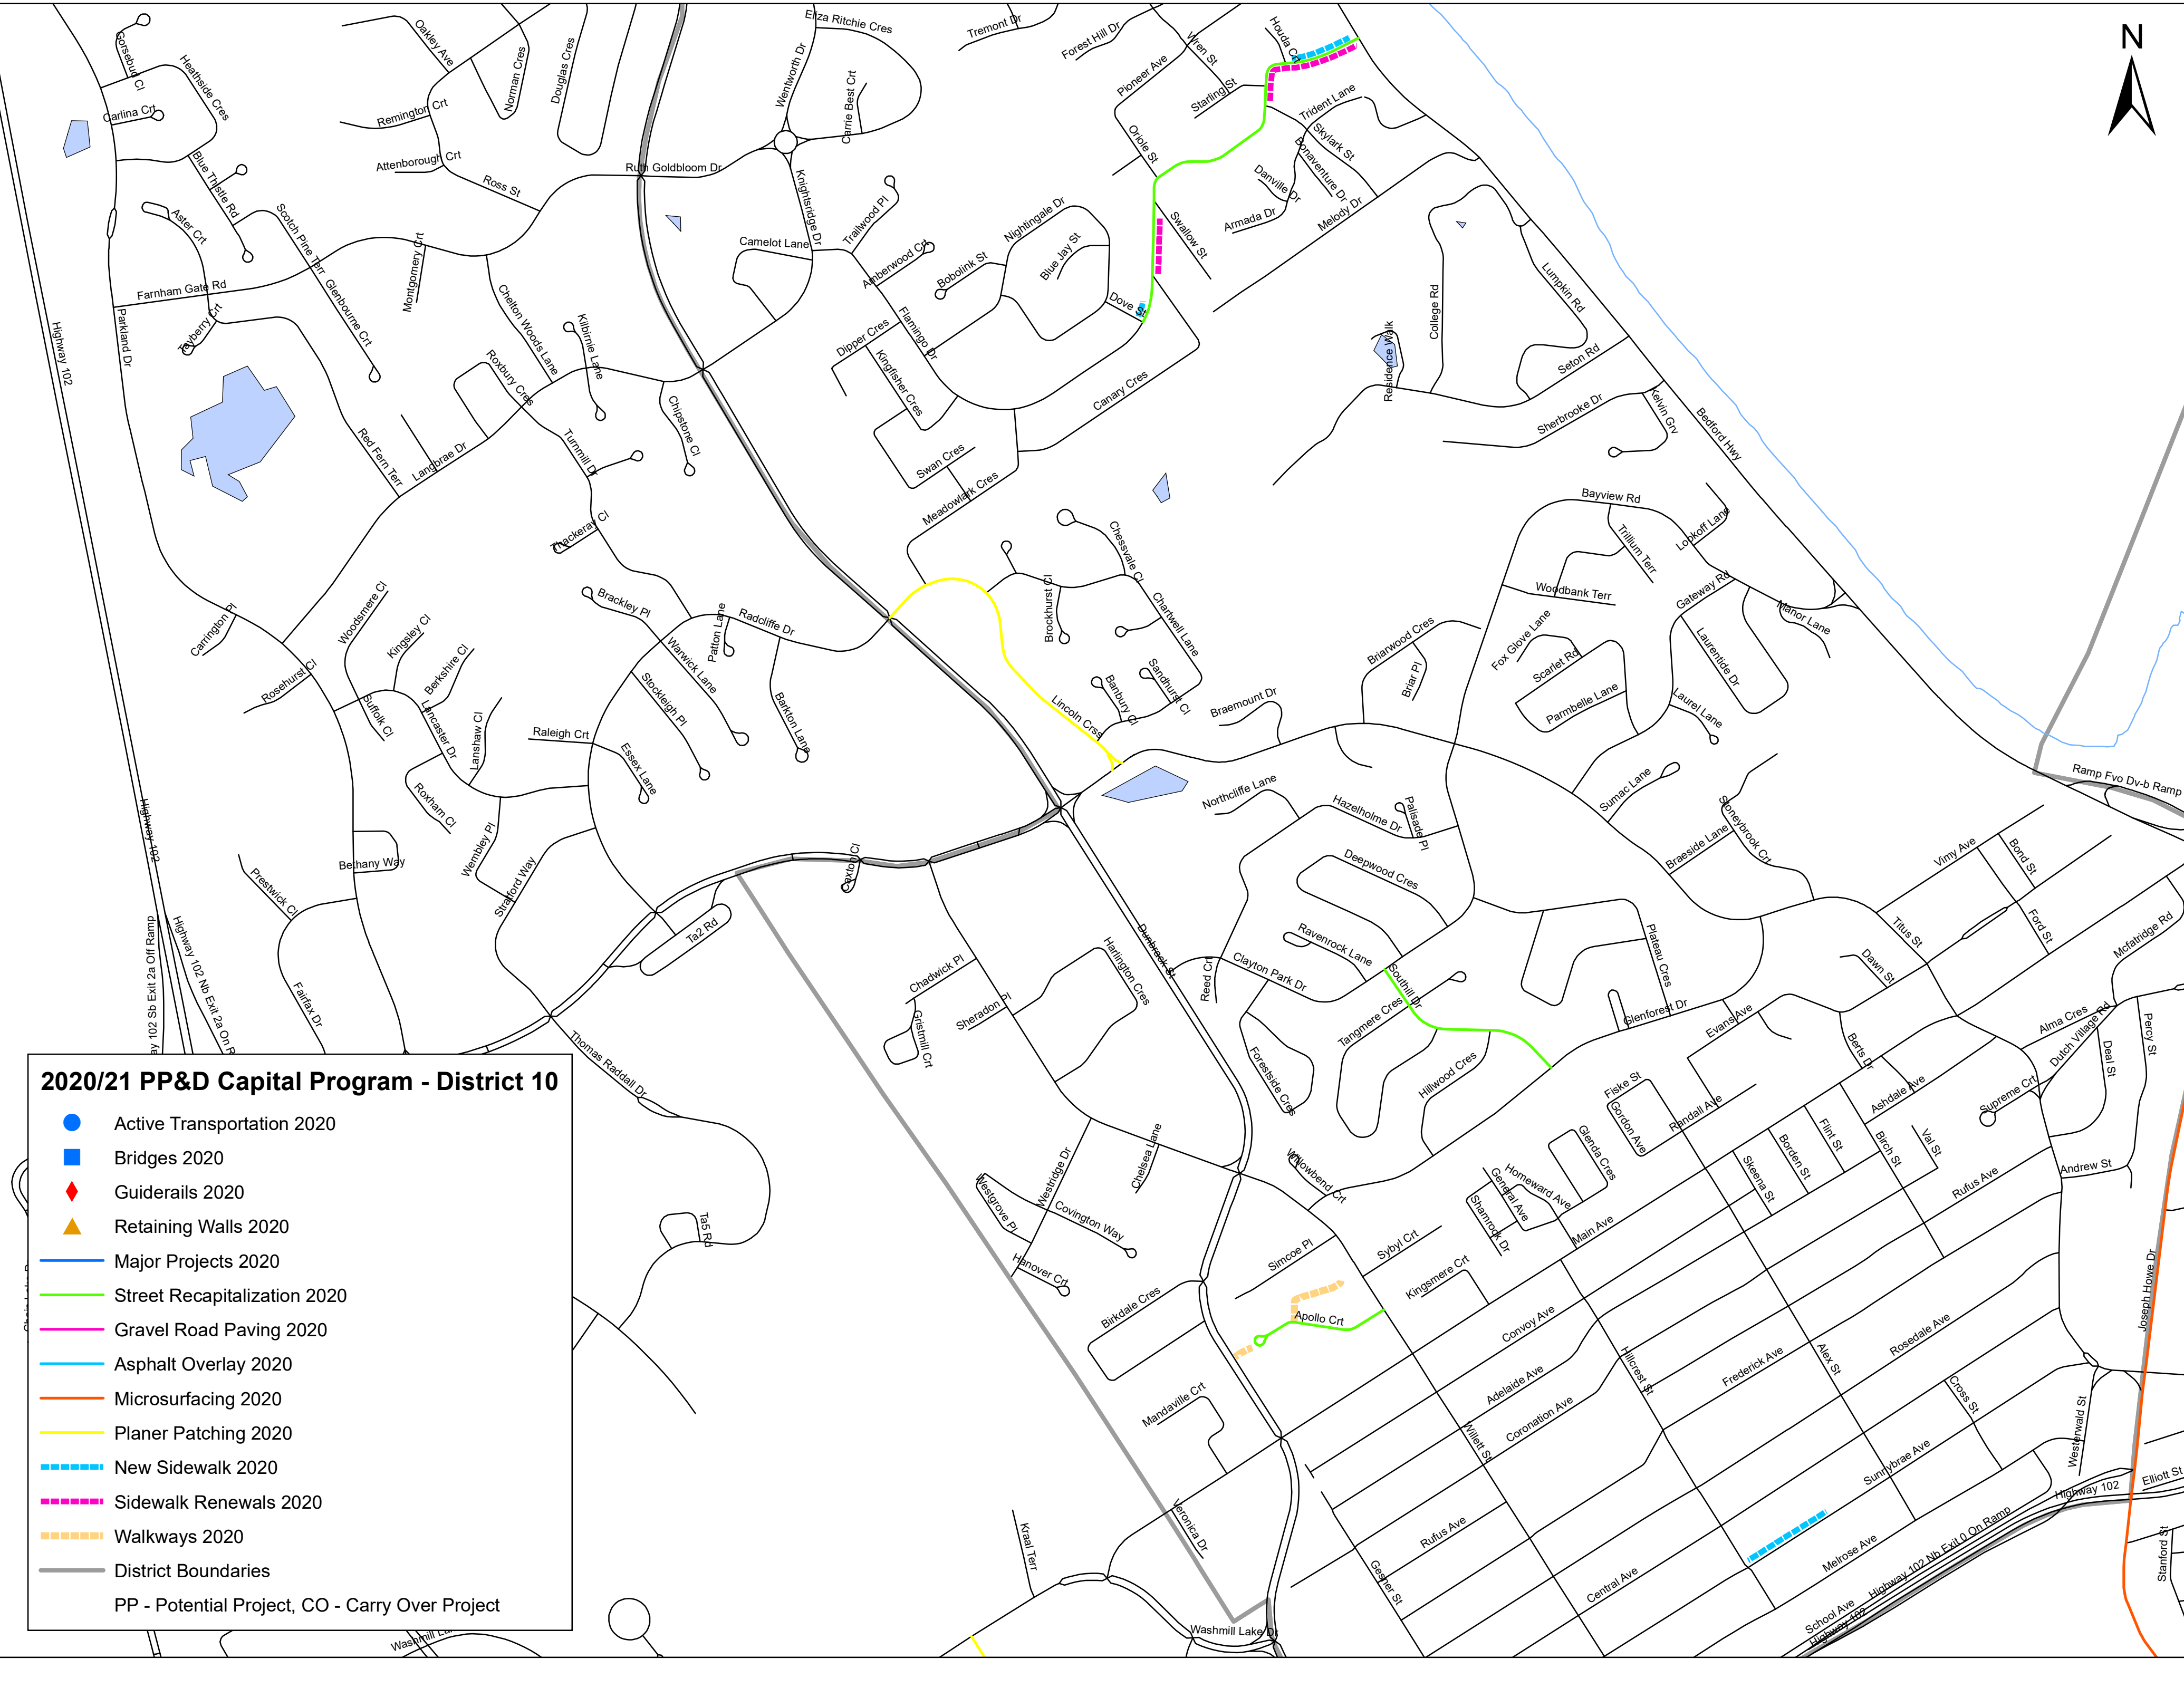 Gorsebud Cl
Heathside Cres
Carlina Crt
Oakley Ave
Norman Cres
Douglas Cres
Remington Crt
Attenborough Crt
Ross St
Ruth Goldbloom Dr
Eliza Ritchie Cres
Wentworth Dr
Carrie Best Crt
Tremont Dr
Forest Hill Dr
Wren St
Houda Crt
Pioneer Ave
Starling St
Trident Lane
Skylark St
Bonaventure Dr
Danville Dr
Armada Dr
Melody Dr
Oriole St
Swallow St
N
Blue Thistle Rd
Aster Crt
Scotch Pine Terr
Glenbourne Crt
Montgomery Crt
Farnham Gate Rd
Tayberry Crt
Parkland Dr
Highway 102
Knightsridge Dr
Trailwood Pl
Camelot Lane
Amberwood Crt
Bobolink St
Nightingale Dr
Blue Jay St
Dove St
Flamingo Dr
Dipper Cres
Kingfisher Cres
Canary Cres
Swan Cres
Meadowlark Cres
Chelton Woods Lane
Kilbirnie Lane
Roxbury Cres
Chipstone Cl
Turnmill Dr
Langbrae Dr
Red Fern Terr
Thackeray Cl
College Rd
Residence Walk
Lumpkin Rd
Seton Rd
Sherbrooke Dr
Kelvin Grv
Bedford Hwy
Bayview Rd
Trillium Terr
Lopkoff Lane
Woodbank Terr
Gateway Rd
Manor Lane
Fox Glove Lane
Scarlet Rd
Parmbelle Lane
Laurentide Dr
Laurel Lane
Briarwood Cres
Briar Pl
Braemount Dr
Chessvale Cl
Brockhurst Cl
Chartwell Lane
Sandhurst Cl
Banbury Cl
Lincoln Crss
Carrington Pl
Rosehurst Cl
Woodsmere Cl
Kingsley Cl
Berkshire Cl
Suffolk Cl
Lancaster Dr
Lanshaw Cl
Roxham Cl
Brackley Pl
Patton Lane
Radcliffe Dr
Warwick Lane
Stockleigh Pl
Barkton Lane
Raleigh Crt
Essex Lane
Wembley Pl
Stratford Way
Bethany Way
Prestwick Cl
Fairfax Dr
Highway 102
Highway 102 Nb Exit 2a On R
ay 102 Sb Exit 2a Off Ramp
Caxton Cl
Ta2 Rd
Thomas Raddall Dr
Ta5 Rd
Northcliffe Lane
Hazelholme Dr
Palisade Pl
Deepwood Cres
Ravenrock Lane
Clayton Park Dr
Reed Crt
Southill Dr
Tangmere Cres
Forestside Cres
Hillwood Cres
Dunbrack St
Harlington Cres
Chadwick Pl
Sheradon Pl
Gristmill Crt
Sumac Lane
Stoneybrook Crt
Braeside Lane
Plateau Cres
Glenforest Dr
Evans Ave
Dawn St
Titus St
Vimy Ave
Bond St
Ford St
Mcfatridge Rd
Ramp Fvo Dv-b Ramp
Alma Cres
Dutch Village Rd
Percy St
Deal St
Supreme Crt
Berts Dr
Ashdale Ave
Andrew St
Fiske St
Gordon Ave
Randall Ave
Glenda Cres
Homeward Ave
General Ave
Shamrock Dr
Main Ave
Skeena St
Borden St
Flint St
Birch St
Val St
Rufus Ave
Willowbend Crt
Westridge Dr
Chelsea Lane
Westgrove Pl
Covington Way
Hanover Crt
Simcoe Pl
Sybyl Crt
Kingsmere Crt
Apollo Crt
Birkdale Cres
Mandaville Crt
Veronica Dr
Kraal Terr
Convoy Ave
Adelaide Ave
Coronation Ave
Hillcrest St
Frederick Ave
Alex St
Rosedale Ave
Cross St
Willett St
Rufus Ave
Gesner St
Central Ave
Melrose Ave
Sunnybrae Ave
School Ave
Highway 102
Highway 102 Nb Exit 0 On Ramp
Highway 102
Westerwald St
Joseph Howe Dr
Elliott St
Stanford St
Washmill Lake Dr
Washmill La
2020/21 PP&D Capital Program - District 10
Active Transportation 2020
Bridges 2020
Guiderails 2020
Retaining Walls 2020
Major Projects 2020
Street Recapitalization 2020
Gravel Road Paving 2020
Asphalt Overlay 2020
Microsurfacing 2020
Planer Patching 2020
New Sidewalk 2020
Sidewalk Renewals 2020
Walkways 2020
District Boundaries
PP - Potential Project, CO - Carry Over Project